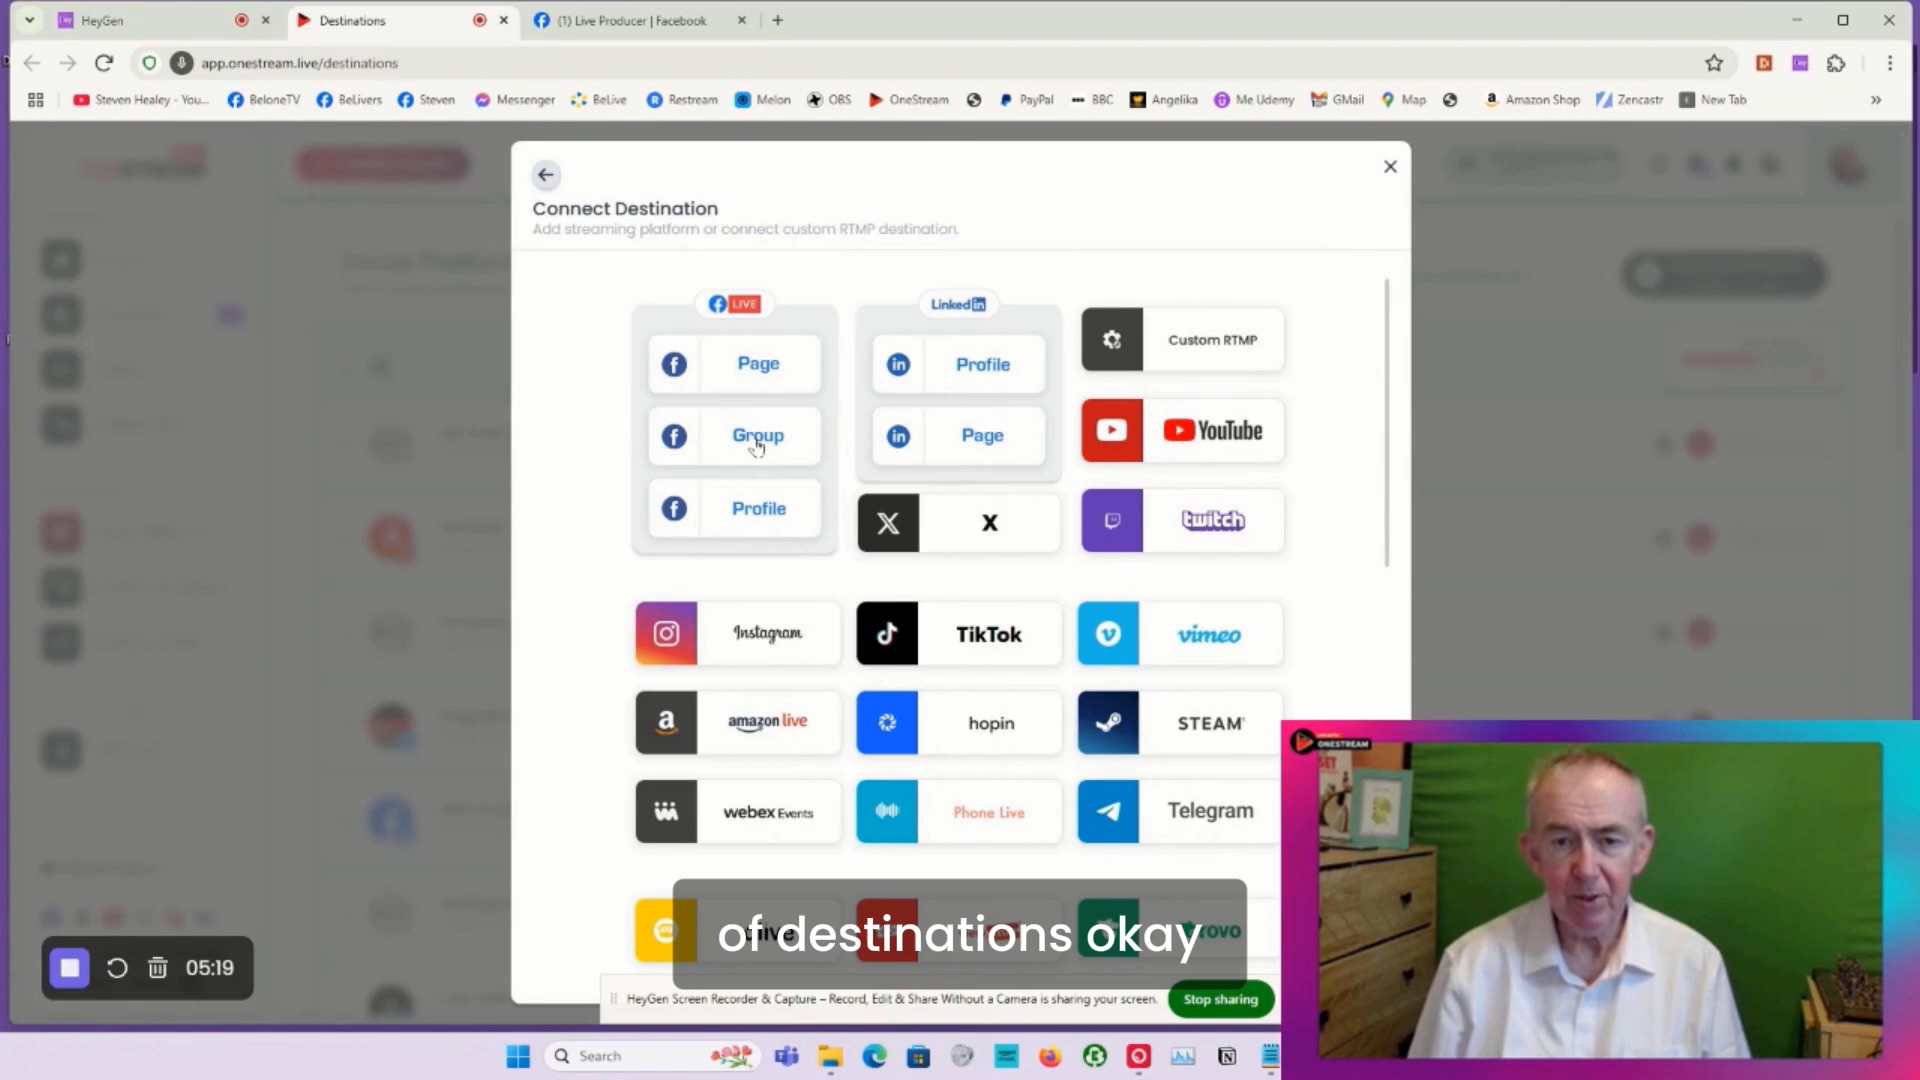 HeyGen
Destinations
(1) Live Producer | Facebook
app.onestream.live/destinations
Steven Healey - You...
BeloneTV
BeLivers
Steven
Messenger
BeLive
Restream
Melon
OBS
OneStream
PayPal
BBC
Angelika
Me Udemy
GMail
Map
Amazon Shop
Zencastr
New Tab
Connect Destination
Add streaming platform or connect custom RTMP destination.
LIVE
Linked in
Page
Profile
Custom RTMP
Group
Page
YouTube
Profile
X
twitch
Instagram
TikTok
vimeo
amazon live
hopin
STEAM
webex Events
Phone Live
Telegram
of destinations okay
05:19
HeyGen Screen Recorder & Capture – Record, Edit & Share Without a Camera is sharing your screen.
Stop sharing
ONESTREAM
Search